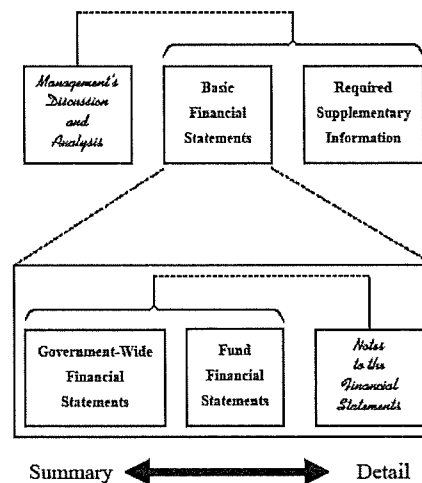 Management's
Discussion
and
Analysis
Basic
Financial
Statements
Required
Supplementary
Information
Government-Wide
Financial
Statements
Fund
Financial
Statements
Notes
to the
Financial
Statements
Summary
Detail